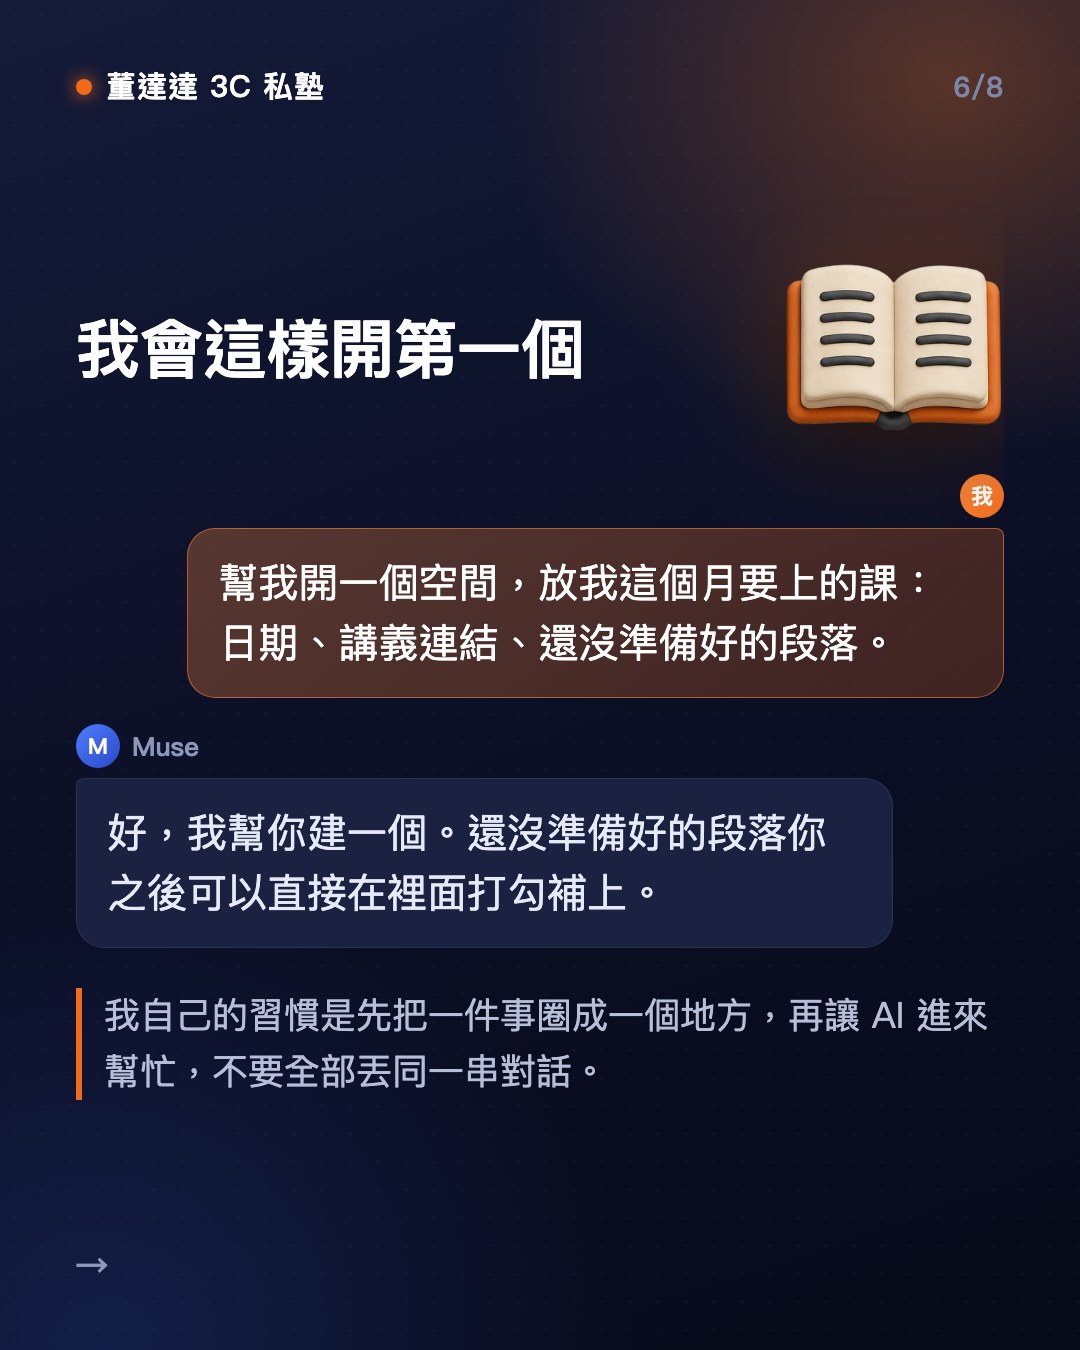 董達達 3C 私塾
6/8
我會這樣開第一個
我
幫我開一個空間，放我這個月要上的課：
日期、講義連結、還沒準備好的段落。
M Muse
好，我幫你建一個。還沒準備好的段落你
之後可以直接在裡面打勾補上。
我自己的習慣是先把一件事圈成一個地方，再讓 AI 進來
幫忙，不要全部丟同一串對話。
→